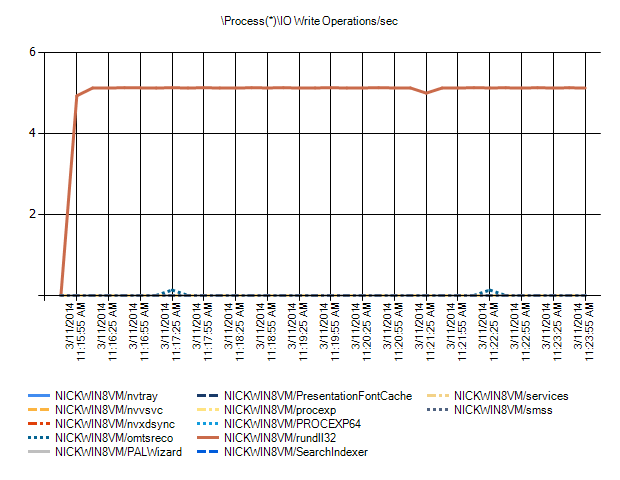 \Process(*)\IO Write Operations/sec
6
4
2
3/11/2014
11:15:55 AM
3/11/2014
11:16:25 AM
3/11/2014
11:16:55 AM
3/11/2014
11:17:25 AM
3/11/2014
11:17:55 AM
3/11/2014
11:18:25 AM
3/11/2014
11:18:55 AM
3/11/2014
11:19:25 AM
3/11/2014
11:19:55 AM
3/11/2014
11:20:25 AM
3/11/2014
11:20:55 AM
3/11/2014
11:21:25 AM
3/11/2014
11:21:55 AM
3/11/2014
11:22:25 AM
3/11/2014
11:22:55 AM
3/11/2014
11:23:25 AM
3/11/2014
11:23:55 AM
NICKWIN8VM/nvtray
NICKWIN8VM/nvvsvc
NICKWIN8VM/nvxdsync
NICKWIN8VM/omtsreco
NICKWIN8VM/PALWizard
NICKWIN8VM/PresentationFontCache
NICKWIN8VM/procexp
NICKWIN8VM/PROCEXP64
NICKWIN8VM/rundll32
NICKWIN8VM/SearchIndexer
NICKWIN8VM/services
NICKWIN8VM/smss